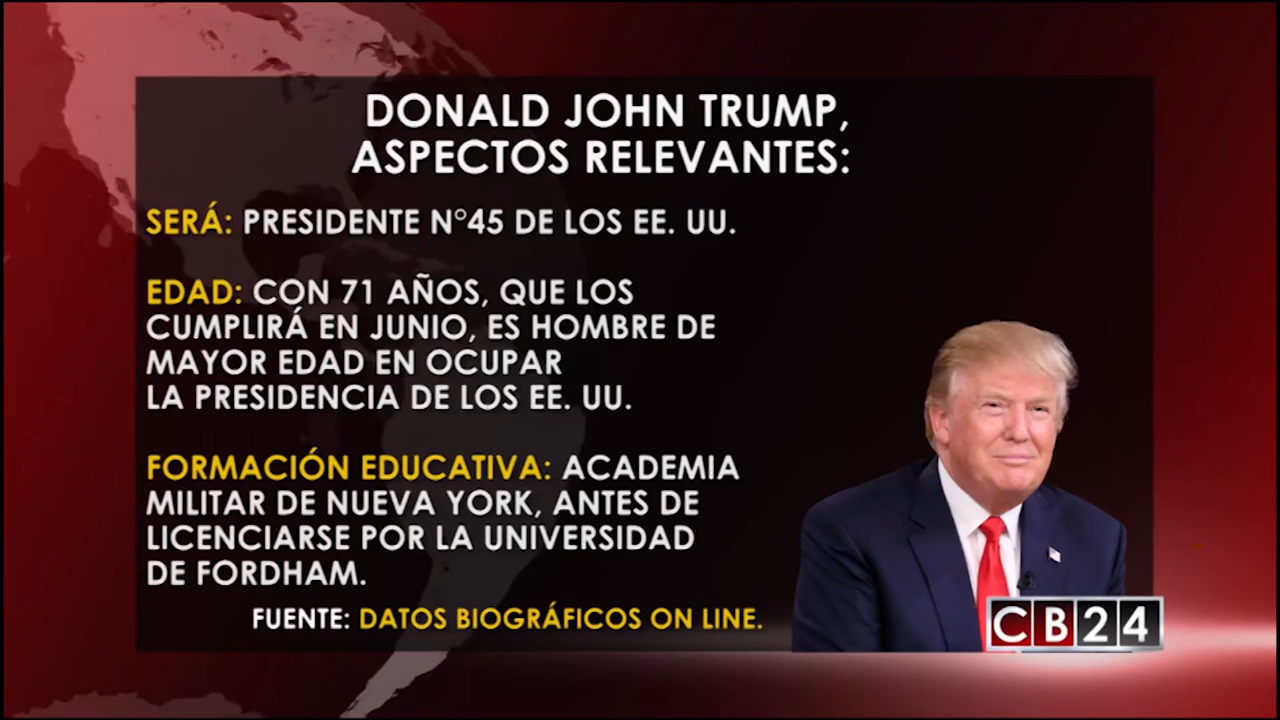 DONALD JOHN TRUMP,
ASPECTOS RELEVANTES:
SERÁ: PRESIDENTE N°45 DE LOS EE. UU.
EDAD: CON 71 AÑOS, QUE LOS
CUMPLIRÁ EN JUNIO, ES HOMBRE DE
MAYOR EDAD EN OCUPAR
LA PRESIDENCIA DE LOS EE. UU.
FORMACIÓN EDUCATIVA: ACADEMIA
MILITAR DE NUEVA YORK, ANTES DE
LICENCIARSE POR LA UNIVERSIDAD
DE FORDHAM.
FUENTE: DATOS BIOGRÁFICOS ON LINE.
CB24